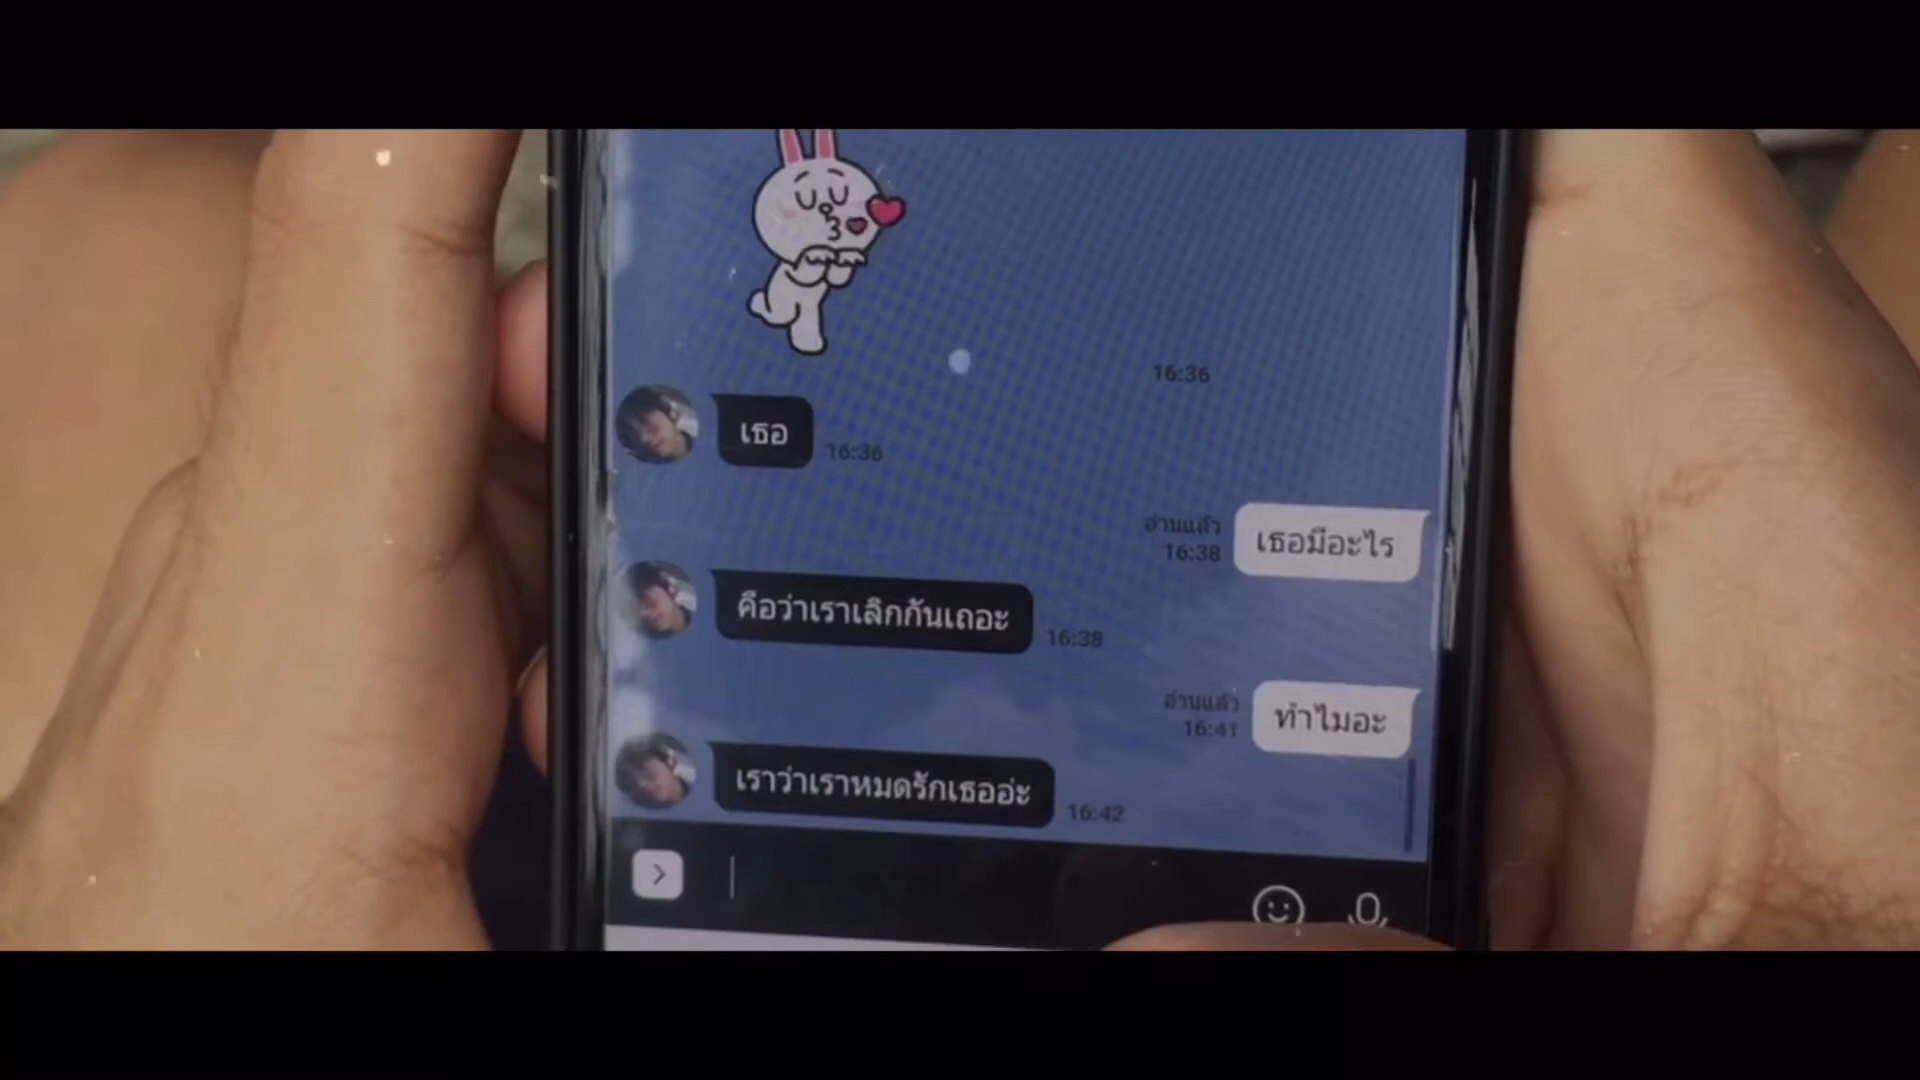 16:36
เธอ
16:36
อ่านแล้ว
16:38
เธอมีอะไร
คือว่าเราเลิกกันเถอะ
16:38
อ่านแล้ว
16:41
ทำไมอะ
เราว่าเราหมดรักเธออ่ะ
16:42